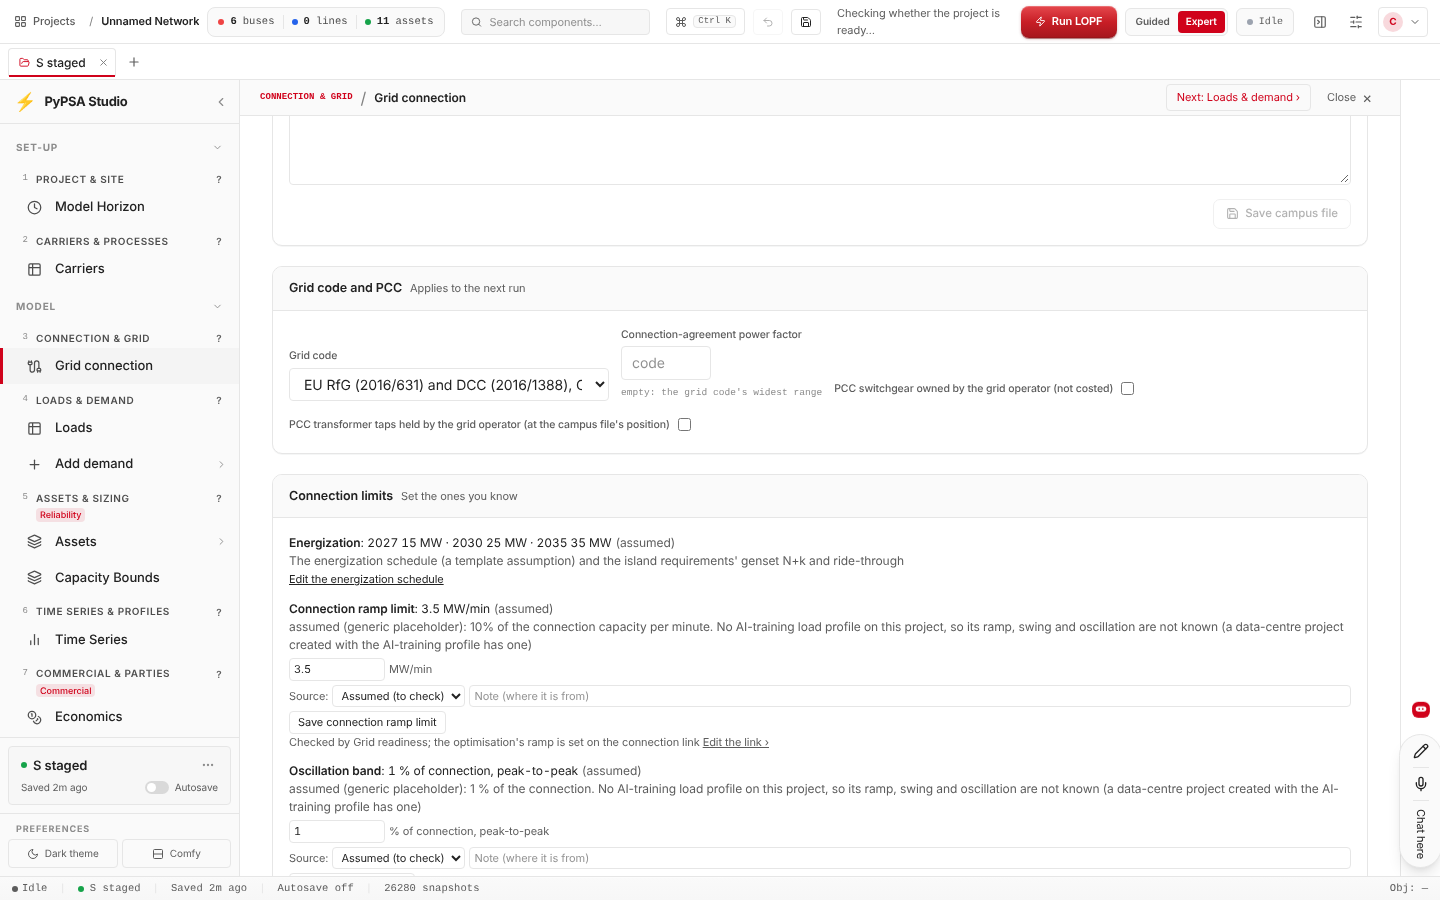 Projects / Unnamed Network
6 buses
0 lines
11 assets
Search components...
⌘ Ctrl K
Checking whether the project is ready...
Run LOPF
Guided Expert
Idle
C
S staged
PyPSA Studio
CONNECTION & GRID / Grid connection
Next: Loads & demand ›
Close ×
SET-UP
1 PROJECT & SITE ?
Model Horizon
2 CARRIERS & PROCESSES ?
Carriers
MODEL
3 CONNECTION & GRID ?
Grid connection
4 LOADS & DEMAND ?
Loads
Add demand
5 ASSETS & SIZING ?
Reliability
Assets
Capacity Bounds
6 TIME SERIES & PROFILES ?
Time Series
7 COMMERCIAL & PARTIES ?
Commercial
Economics
S staged ...
Saved 2m ago Autosave
PREFERENCES
Dark theme Comfy
Save campus file
Grid code and PCC Applies to the next run
Connection-agreement power factor
Grid code
code
EU RfG (2016/631) and DCC (2016/1388), C
empty: the grid code's widest range
PCC switchgear owned by the grid operator (not costed)
PCC transformer taps held by the grid operator (at the campus file's position)
Connection limits Set the ones you know
Energization: 2027 15 MW · 2030 25 MW · 2035 35 MW (assumed)
The energization schedule (a template assumption) and the island requirements' genset N+k and ride-through
Edit the energization schedule
Connection ramp limit: 3.5 MW/min (assumed)
assumed (generic placeholder): 10% of the connection capacity per minute. No AI-training load profile on this project, so its ramp, swing and oscillation are not known (a data-centre project
created with the AI-training profile has one)
3.5 MW/min
Source: Assumed (to check) Note (where it is from)
Save connection ramp limit
Checked by Grid readiness; the optimisation's ramp is set on the connection link Edit the link ›
Oscillation band: 1 % of connection, peak-to-peak (assumed)
assumed (generic placeholder): 1 % of the connection. No AI-training load profile on this project, so its ramp, swing and oscillation are not known (a data-centre project created with the AI-
training profile has one)
1 % of connection, peak-to-peak
Source: Assumed (to check) Note (where it is from)
Chat here
Idle
S staged
Saved 2m ago
Autosave off
26280 snapshots
Obj: —